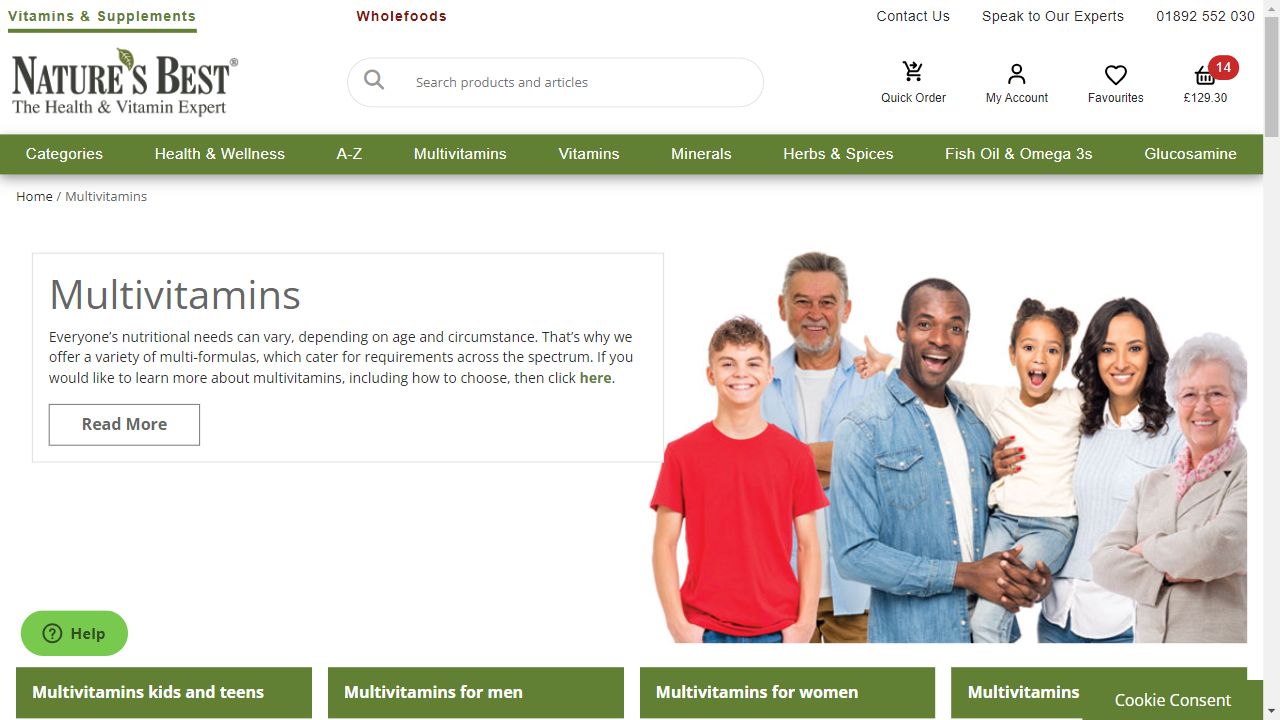 Vitamins & Supplements
Wholefoods
Contact Us
Speak to Our Experts
01892 552 030
NATURE'S BEST®
The Health & Vitamin Expert
Search products and articles
Quick Order
My Account
Favourites
14
£129.30
Categories
Health & Wellness
A-Z
Multivitamins
Vitamins
Minerals
Herbs & Spices
Fish Oil & Omega 3s
Glucosamine
Home / Multivitamins
Multivitamins
Everyone’s nutritional needs can vary, depending on age and circumstance. That’s why we
offer a variety of multi-formulas, which cater for requirements across the spectrum. If you
would like to learn more about multivitamins, including how to choose, then click here.
Read More
Help
Multivitamins kids and teens
Multivitamins for men
Multivitamins for women
Multivitamins
Cookie Consent